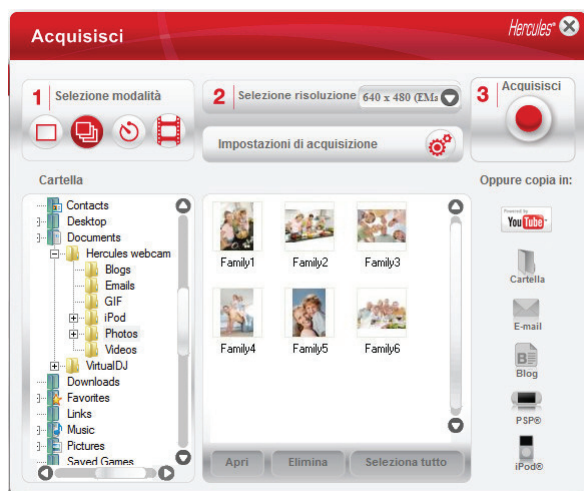 Acquisisci
Hercules®
1 Selezione modalità
2 Selezione risoluzione 640 x 480 (EMs
3 Acquisisci
Impostazioni di acquisizione
Cartella
Oppure copia in:
Contacts
Desktop
Documents
Hercules webcam
Blogs
Emails
GIF
iPod
Photos
Videos
VirtualDJ
Downloads
Favorites
Links
Music
Pictures
Saved Games
Family1
Family2
Family3
Family4
Family5
Family6
Apri
Elimina
Seleziona tutto
Powered by
YouTube
Cartella
E-mail
B
Blog
PSP®
iPod®